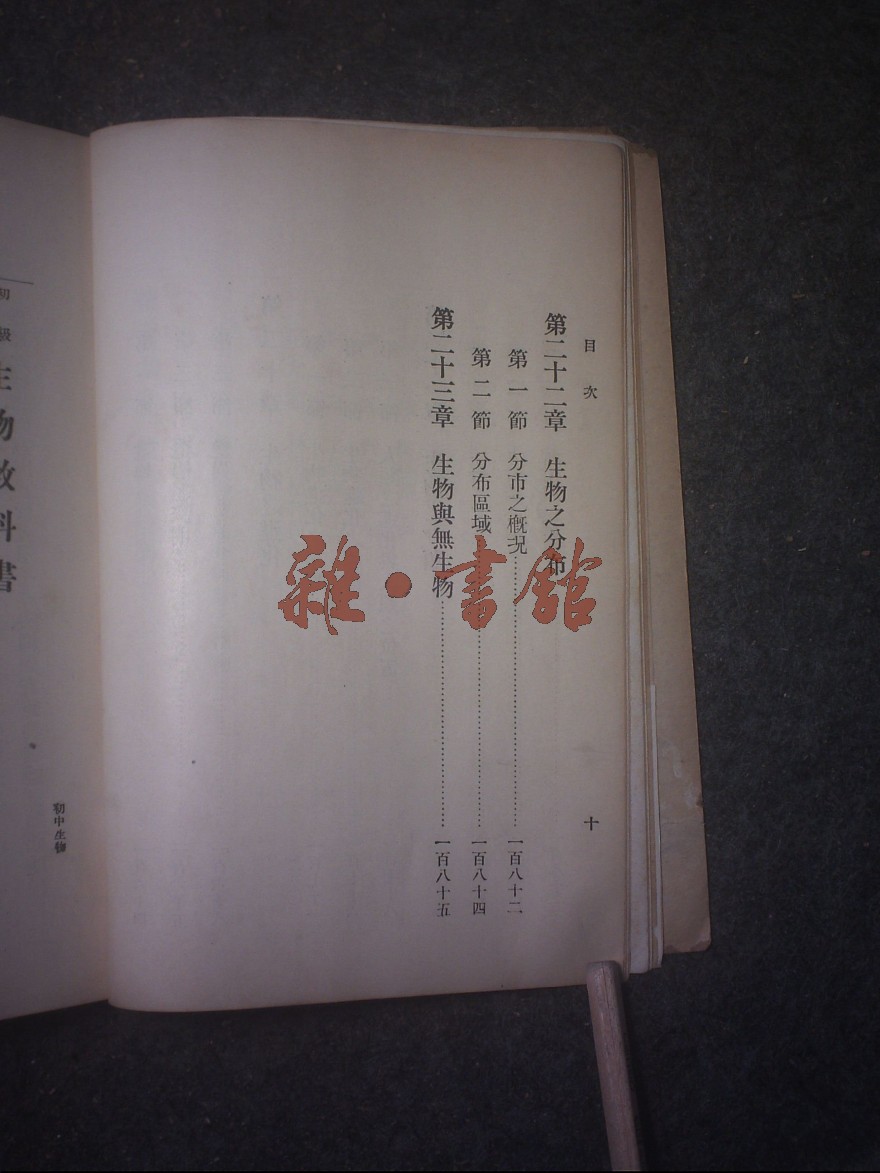 目次
十
第二十二章　生物之分布
第一節　分市之概況……一百八十二
第二節　分布區域……一百八十四
第二十三章　生物與無生物……一百八十五
初級
生物教科書
初中生物
雜·書館